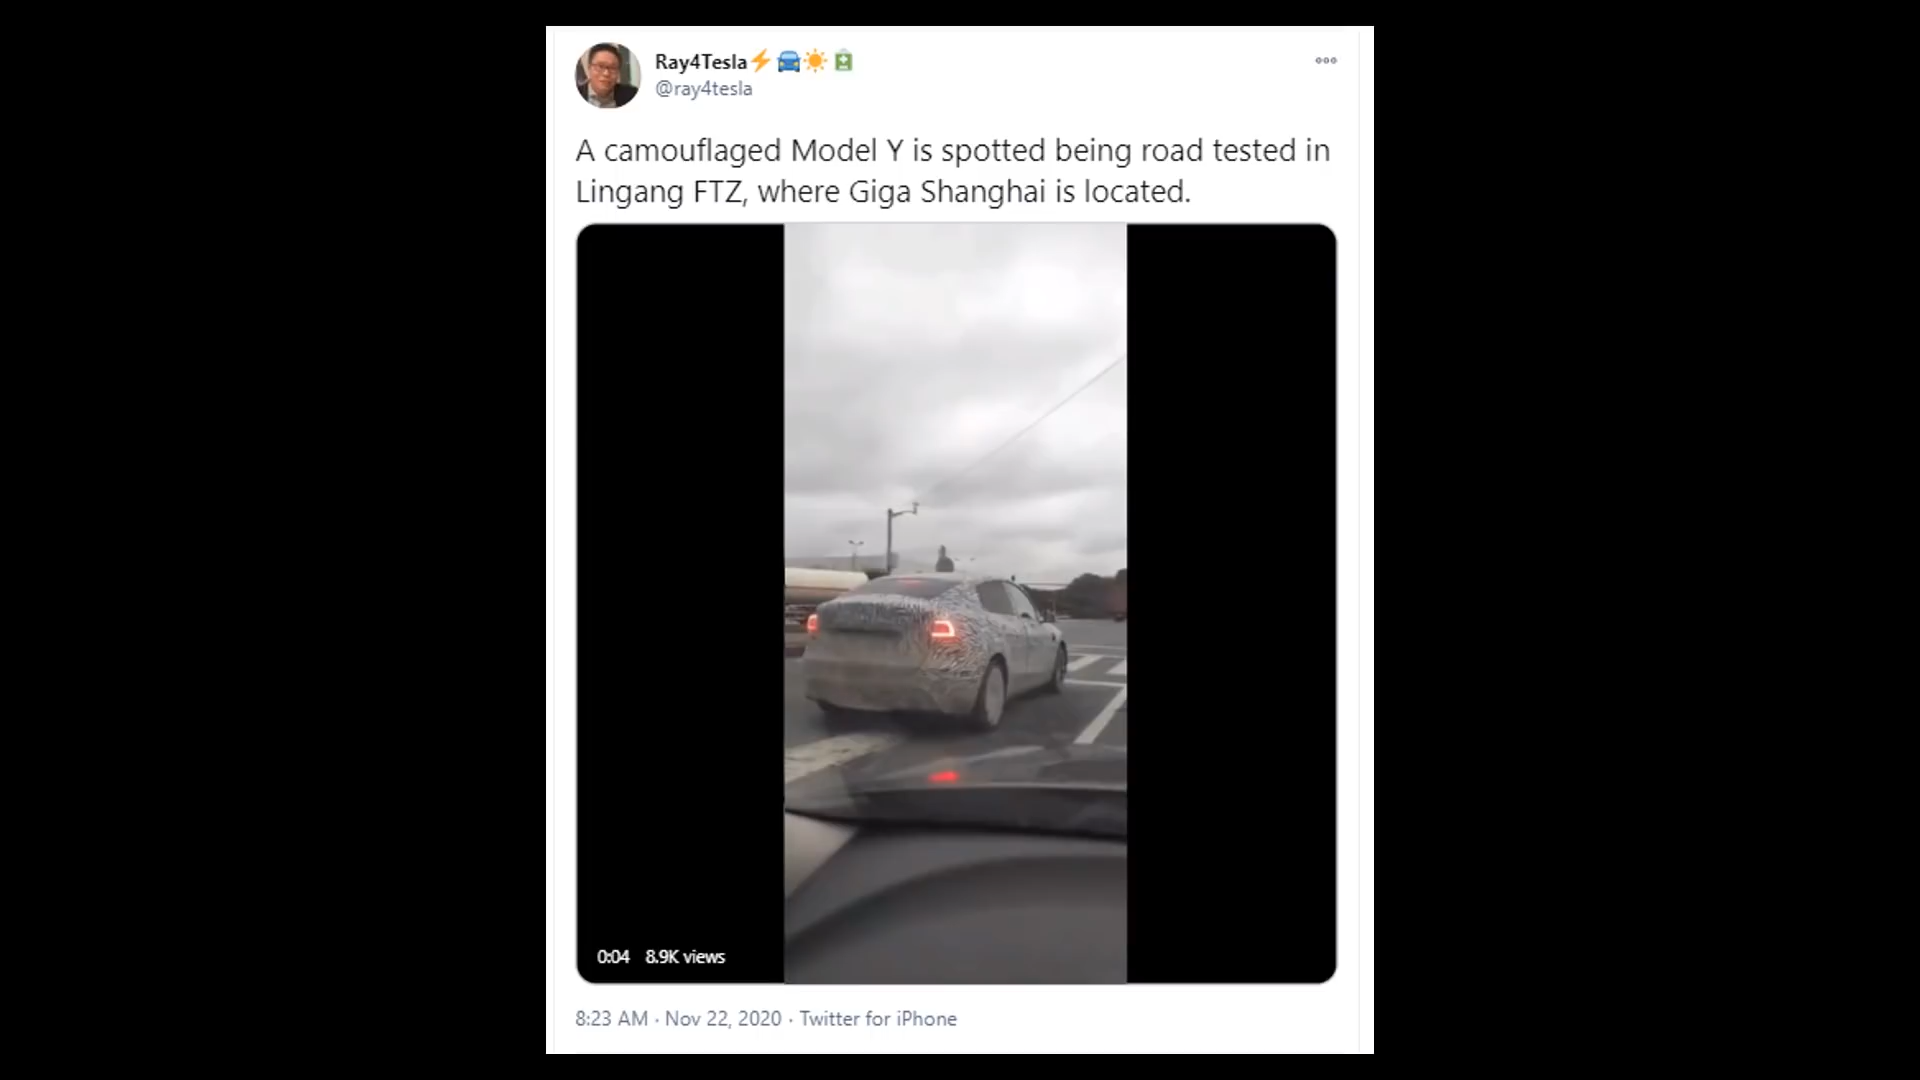 Ray4Tesla⚡🚘☀️🔋
@ray4tesla
A camouflaged Model Y is spotted being road tested in
Lingang FTZ, where Giga Shanghai is located.
0:04 8.9K views
8:23 AM · Nov 22, 2020 · Twitter for iPhone